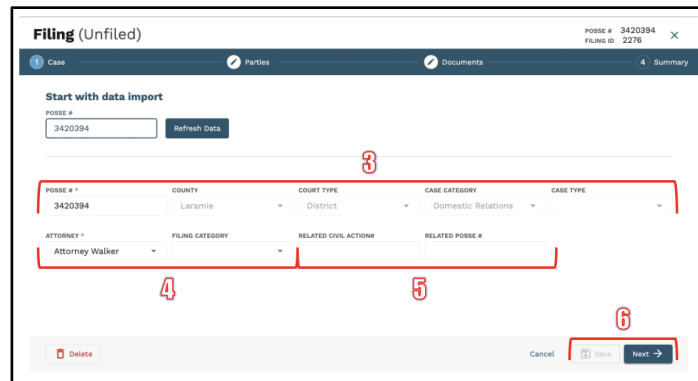 Filing (Unfiled)
POSSE # 3420394
FILING ID 2276
1 Case Parties Documents 4 Summary
Start with data import
POSSE #
3420394 Refresh Data
3
POSSE # * COUNTY COURT TYPE CASE CATEGORY CASE TYPE
3420394 Laramie District Domestic Relations
ATTORNEY * FILING CATEGORY RELATED CIVIL ACTION# RELATED POSSE #
Attorney Walker
4 5
6
Delete Cancel Save Next →